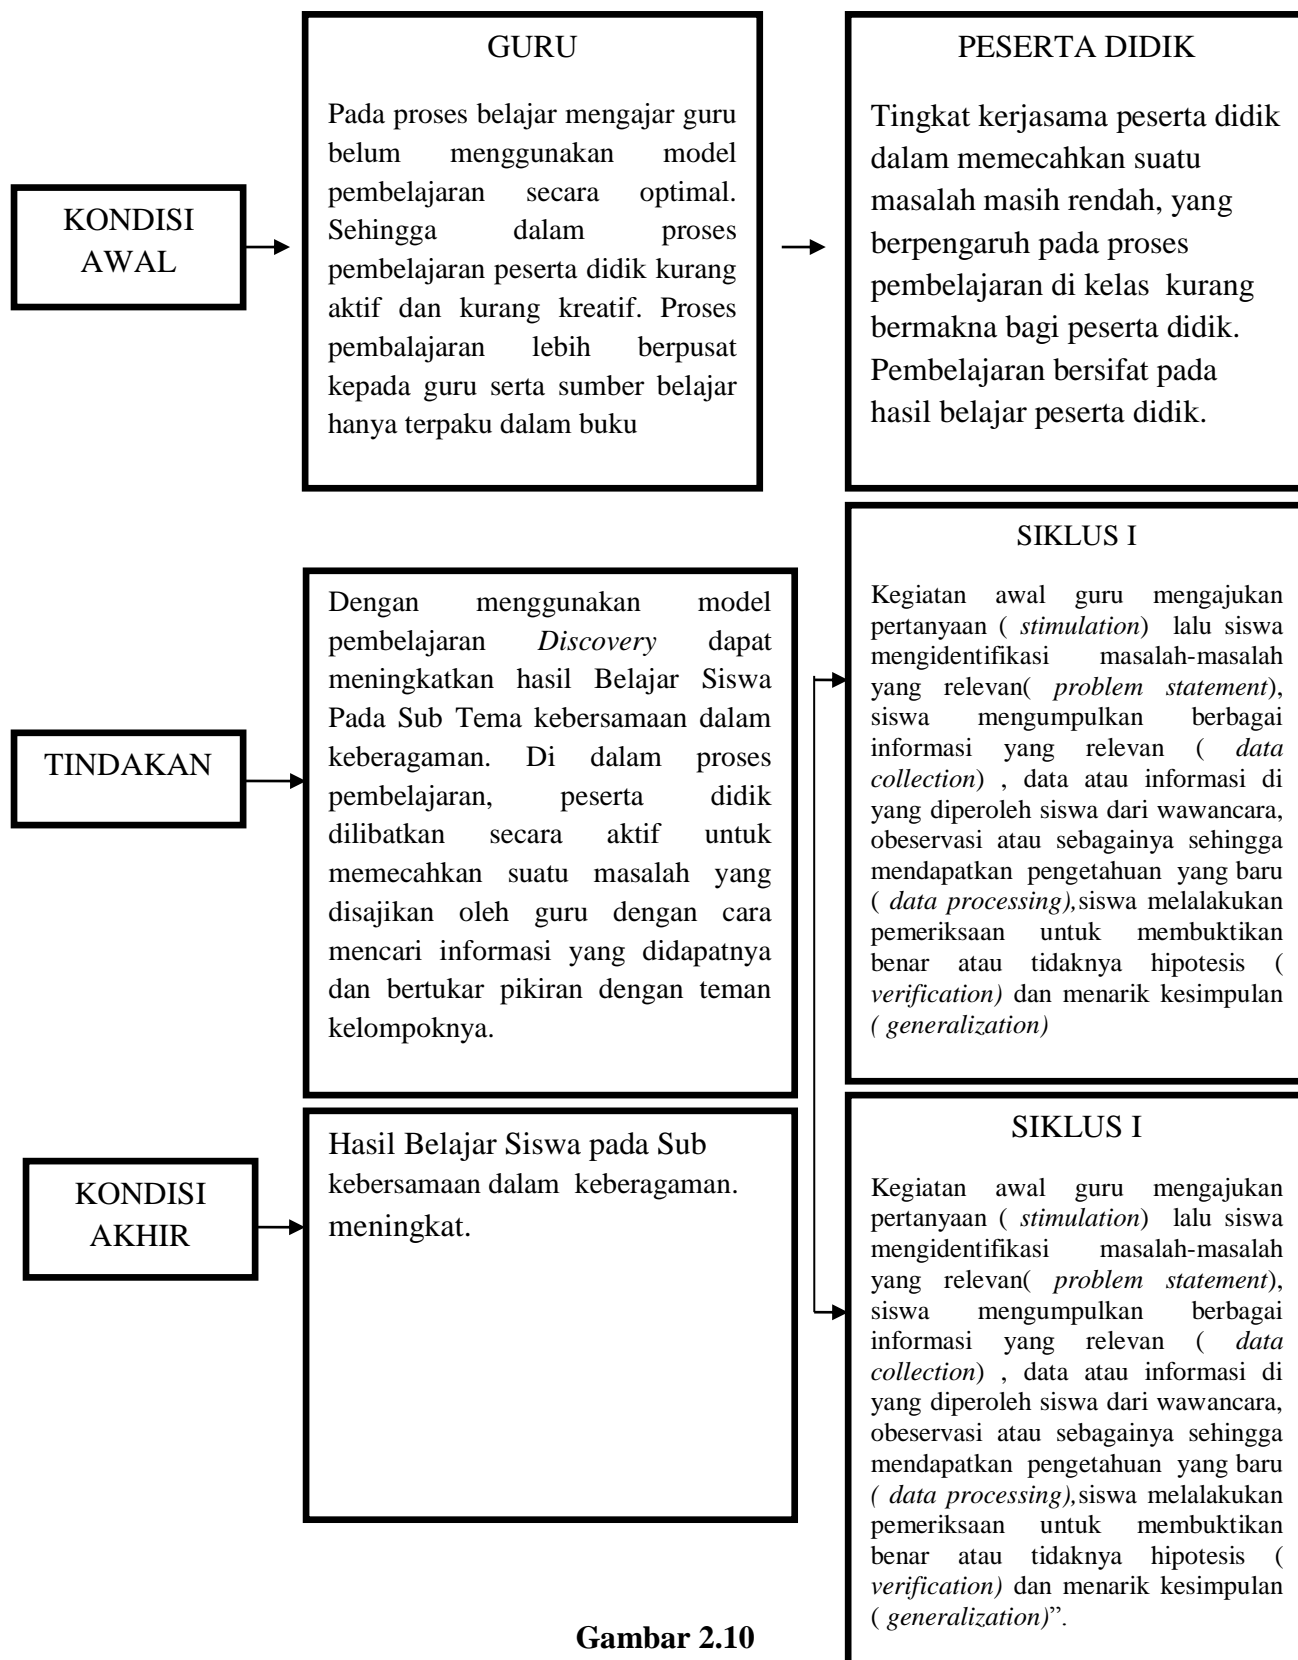 KONDISI
AWAL
GURU
Pada proses belajar mengajar guru
belum menggunakan model
pembelajaran secara optimal.
Sehingga dalam proses
pembelajaran peserta didik kurang
aktif dan kurang kreatif. Proses
pembalajaran lebih berpusat
kepada guru serta sumber belajar
hanya terpaku dalam buku
PESERTA DIDIK
Tingkat kerjasama peserta didik
dalam memecahkan suatu
masalah masih rendah, yang
berpengaruh pada proses
pembelajaran di kelas kurang
bermakna bagi peserta didik.
Pembelajaran bersifat pada
hasil belajar peserta didik.
TINDAKAN
Dengan menggunakan model
pembelajaran Discovery dapat
meningkatkan hasil Belajar Siswa
Pada Sub Tema kebersamaan dalam
keberagaman. Di dalam proses
pembelajaran, peserta didik
dilibatkan secara aktif untuk
memecahkan suatu masalah yang
disajikan oleh guru dengan cara
mencari informasi yang didapatnya
dan bertukar pikiran dengan teman
kelompoknya.
SIKLUS I
Kegiatan awal guru mengajukan
pertanyaan ( stimulation) lalu siswa
mengidentifikasi masalah-masalah
yang relevan( problem statement),
siswa mengumpulkan berbagai
informasi yang relevan ( data
collection) , data atau informasi di
yang diperoleh siswa dari wawancara,
obeservasi atau sebagainya sehingga
mendapatkan pengetahuan yang baru
( data processing),siswa melalakukan
pemeriksaan untuk membuktikan
benar atau tidaknya hipotesis (
verification) dan menarik kesimpulan
( generalization)
KONDISI
AKHIR
Hasil Belajar Siswa pada Sub
kebersamaan dalam keberagaman.
meningkat.
SIKLUS I
Kegiatan awal guru mengajukan
pertanyaan ( stimulation) lalu siswa
mengidentifikasi masalah-masalah
yang relevan( problem statement),
siswa mengumpulkan berbagai
informasi yang relevan ( data
collection) , data atau informasi di
yang diperoleh siswa dari wawancara,
obeservasi atau sebagainya sehingga
mendapatkan pengetahuan yang baru
( data processing),siswa melalakukan
pemeriksaan untuk membuktikan
benar atau tidaknya hipotesis (
verification) dan menarik kesimpulan
( generalization)”.
Gambar 2.10